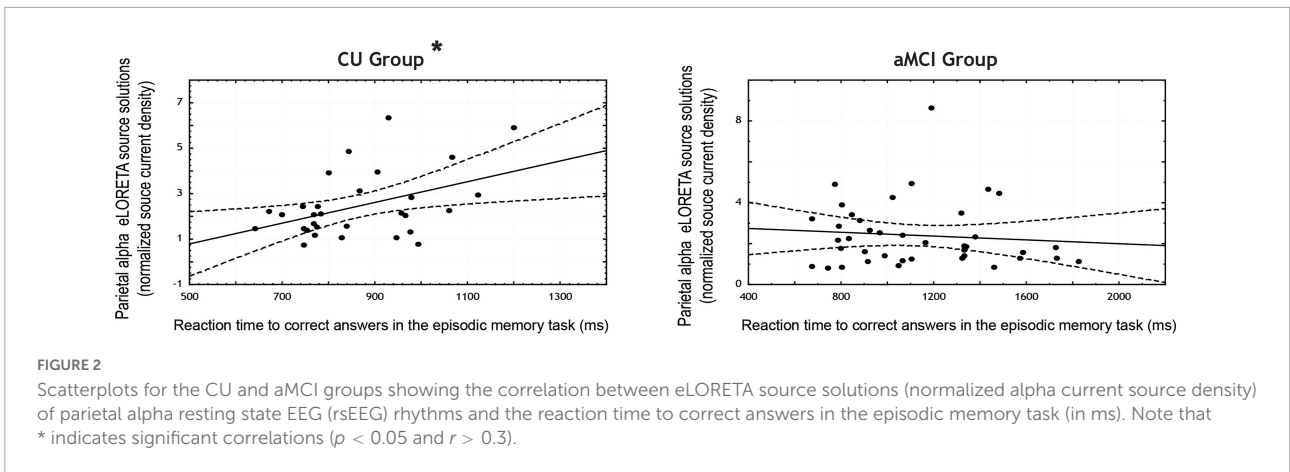 CU Group *
Parietal alpha eLORETA source solutions
(normalized souce current density)
7
5
3
1
-1
500 700 900 1100 1300
Reaction time to correct answers in the episodic memory task (ms)
aMCI Group
Parietal alpha eLORETA source solutions
(normalized souce current density)
8
4
0
400 800 1200 1600 2000
Reaction time to correct answers in the episodic memory task (ms)
FIGURE 2
Scatterplots for the CU and aMCI groups showing the correlation between eLORETA source solutions (normalized alpha current source density)
of parietal alpha resting state EEG (rsEEG) rhythms and the reaction time to correct answers in the episodic memory task (in ms). Note that
* indicates significant correlations (p < 0.05 and r > 0.3).